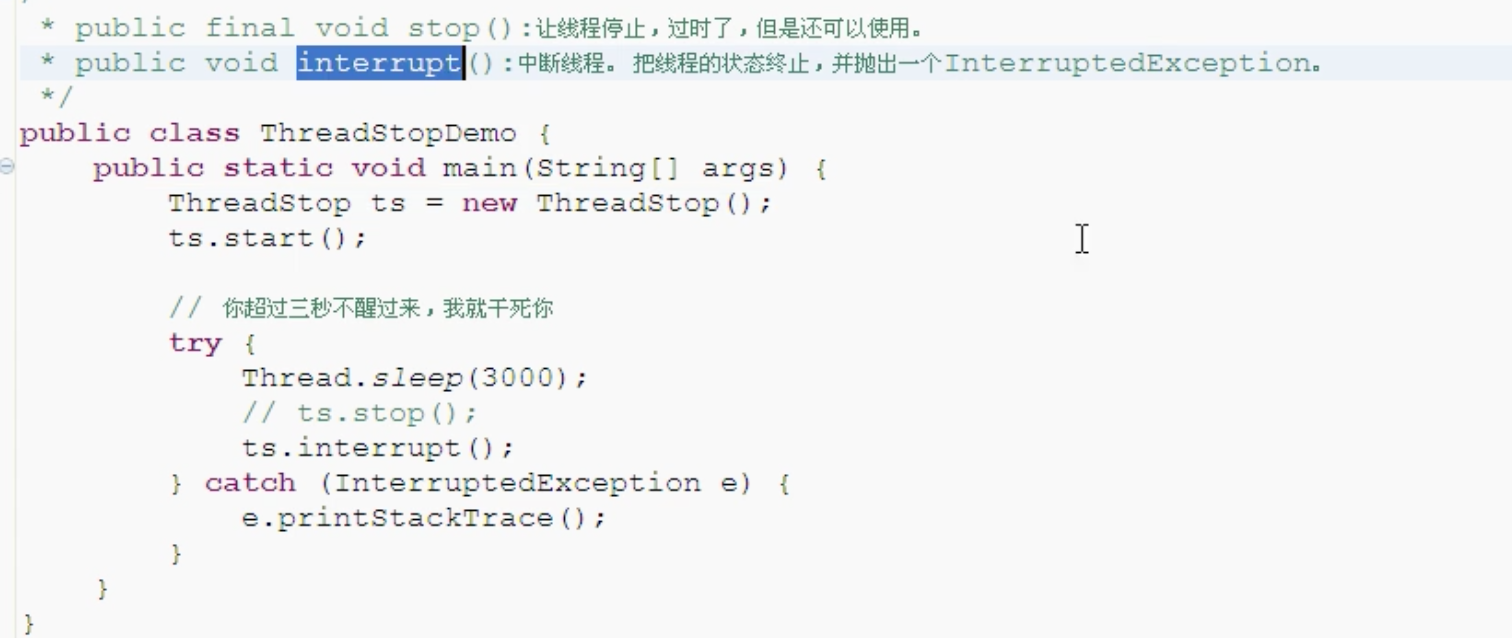 * public final void stop():让线程停止，过时了，但是还可以使用。
* public void interrupt():中断线程。 把线程的状态终止，并抛出一个InterruptedException。
*/
public class ThreadStopDemo {
public static void main(String[] args) {
ThreadStop ts = new ThreadStop();
ts.start();
// 你超过三秒不醒过来，我就干死你
try {
Thread.sleep(3000);
// ts.stop();
ts.interrupt();
} catch (InterruptedException e) {
e.printStackTrace();
}
}
}